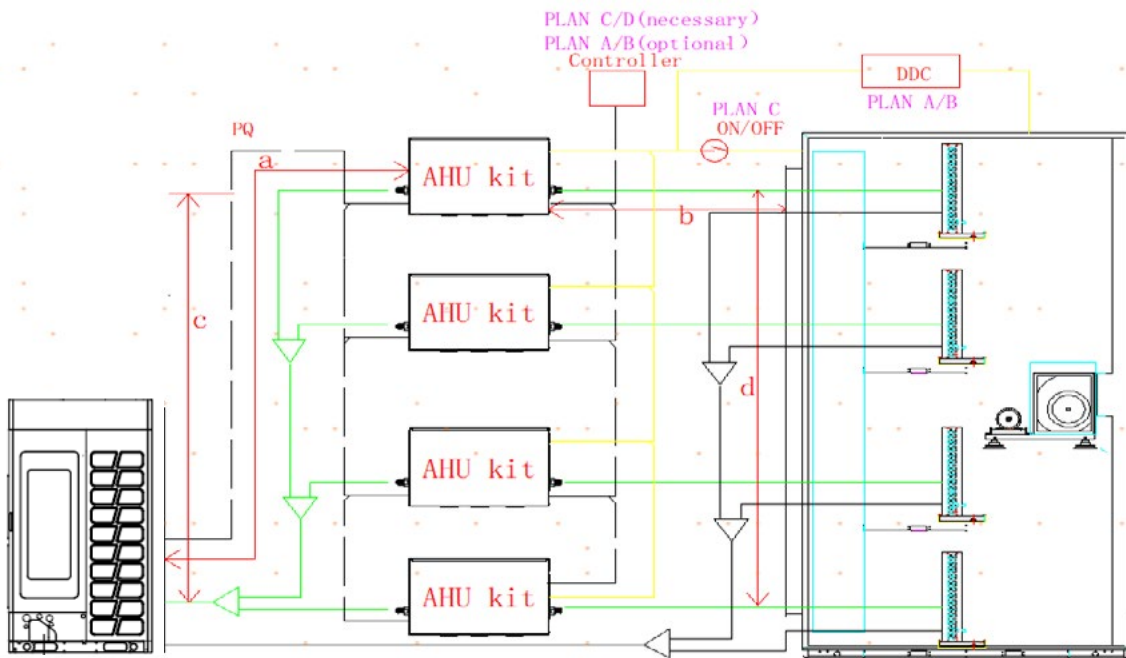 PLAN C/D(necessary)
PLAN A/B(optional)
Controller
DDC
PLAN A/B
PLAN C
ON/OFF
PQ
a
AHU kit
b
c
AHU kit
d
AHU kit
AHU kit